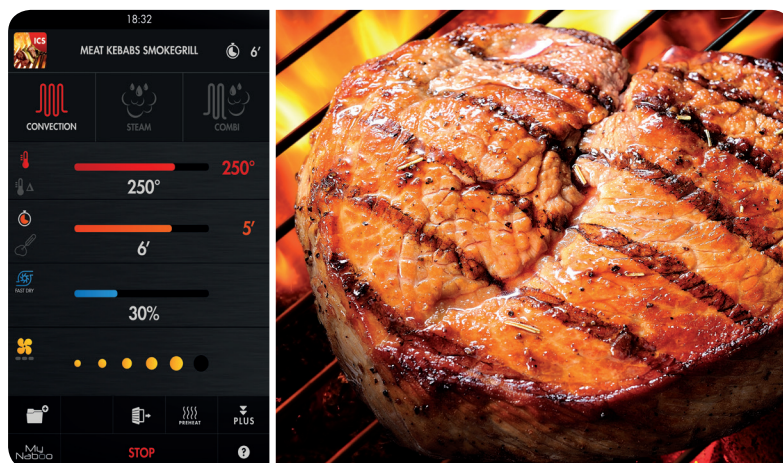 18:32
ICS
MEAT KEBABS SMOKEGRILL
6’
CONVECTION
STEAM
COMBI
250°
250°
Δ
5’
6’
FAST DRY
30%
PREHEAT
PLUS
My
Naboo
STOP
?